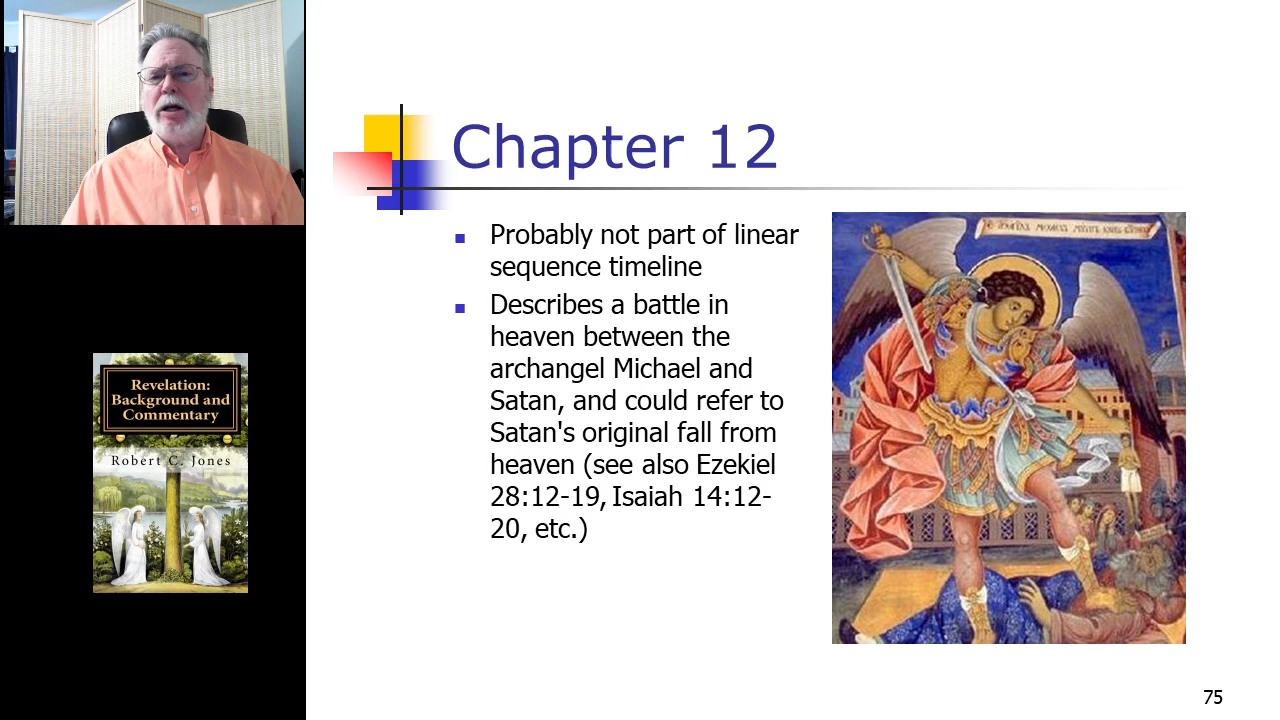 Chapter 12
Probably not part of linear
sequence timeline
Describes a battle in
heaven between the
archangel Michael and
Satan, and could refer to
Satan's original fall from
heaven (see also Ezekiel
28:12-19, Isaiah 14:12-
20, etc.)
Revelation:
Background and
Commentary
Robert C. Jones
75